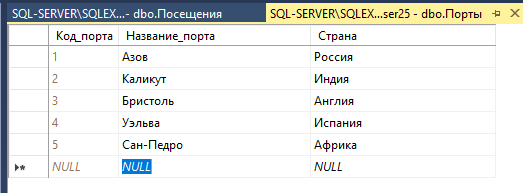 SQL-SERVER\SQLEX...- dbo.Посещения SQL-SERVER\SQLEX...ser25 - dbo.Порты
Код_порта Название_порта Страна
1 Азов Россия
2 Каликут Индия
3 Бристоль Англия
4 Уэльва Испания
5 Сан-Педро Африка
NULL NULL NULL